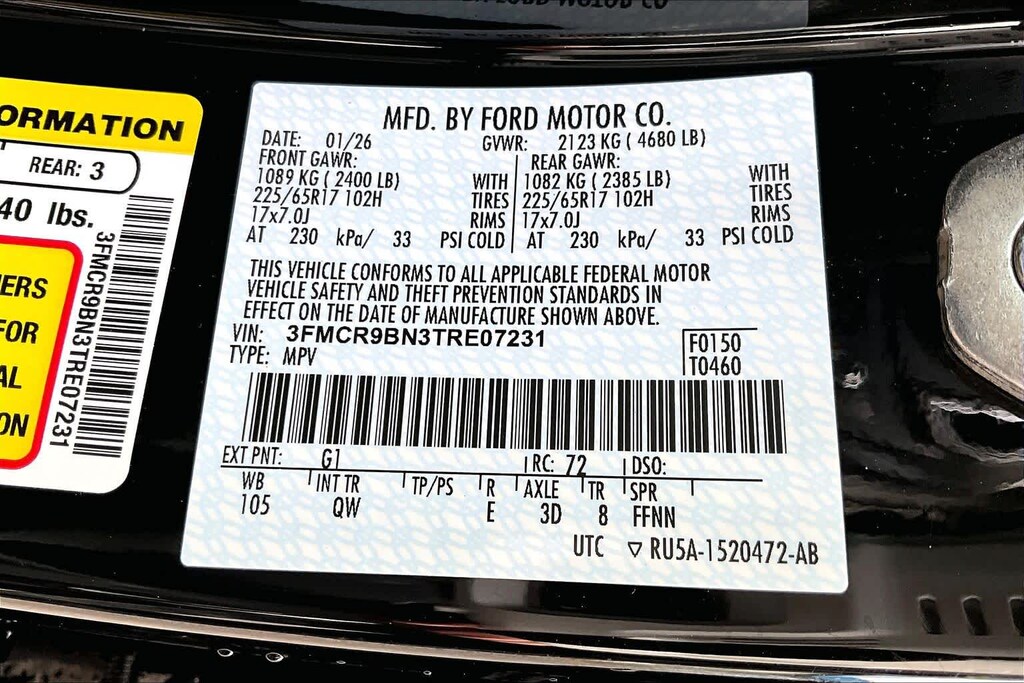 ORMATION
REAR: 3
40 lbs.
ERS
FOR
AL
ON
3FMCR9BN3TRE07231
MFD. BY FORD MOTOR CO.
DATE: 01/26 GVWR: 2123 KG ( 4680 LB)
FRONT GAWR: REAR GAWR:
1089 KG ( 2400 LB) WITH 1082 KG ( 2385 LB) WITH
225/65R17 102H TIRES 225/65R17 102H TIRES
17x7.0J RIMS 17x7.0J RIMS
AT 230 kPa/ 33 PSI COLD AT 230 kPa/ 33 PSI COLD
THIS VEHICLE CONFORMS TO ALL APPLICABLE FEDERAL MOTOR
VEHICLE SAFETY AND THEFT PREVENTION STANDARDS IN
EFFECT ON THE DATE OF MANUFACTURE SHOWN ABOVE.
VIN: 3FMCR9BN3TRE07231 F0150
TYPE: MPV T0460
EXT PNT: G1 RC: 72 DSO:
WB INT TR TP/PS R AXLE TR SPR
105 QW E 3D 8 FFNN
UTC ▽ RU5A-1520472-AB